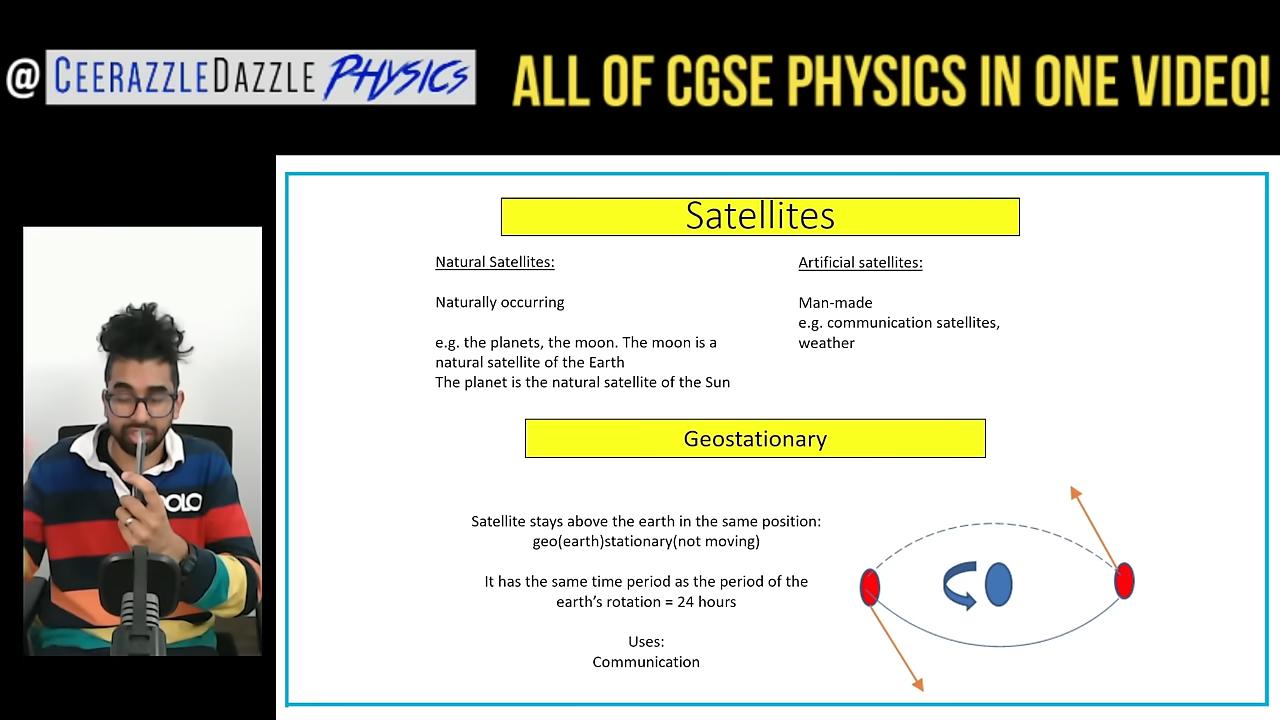 @ CEERAZZLEDAZZLE PHYSICS
ALL OF CGSE PHYSICS IN ONE VIDEO!
Satellites
Natural Satellites:
Naturally occurring
e.g. the planets, the moon. The moon is a
natural satellite of the Earth
The planet is the natural satellite of the Sun
Artificial satellites:
Man-made
e.g. communication satellites,
weather
Geostationary
Satellite stays above the earth in the same position:
geo(earth)stationary(not moving)
It has the same time period as the period of the
earth's rotation = 24 hours
Uses:
Communication
POLO